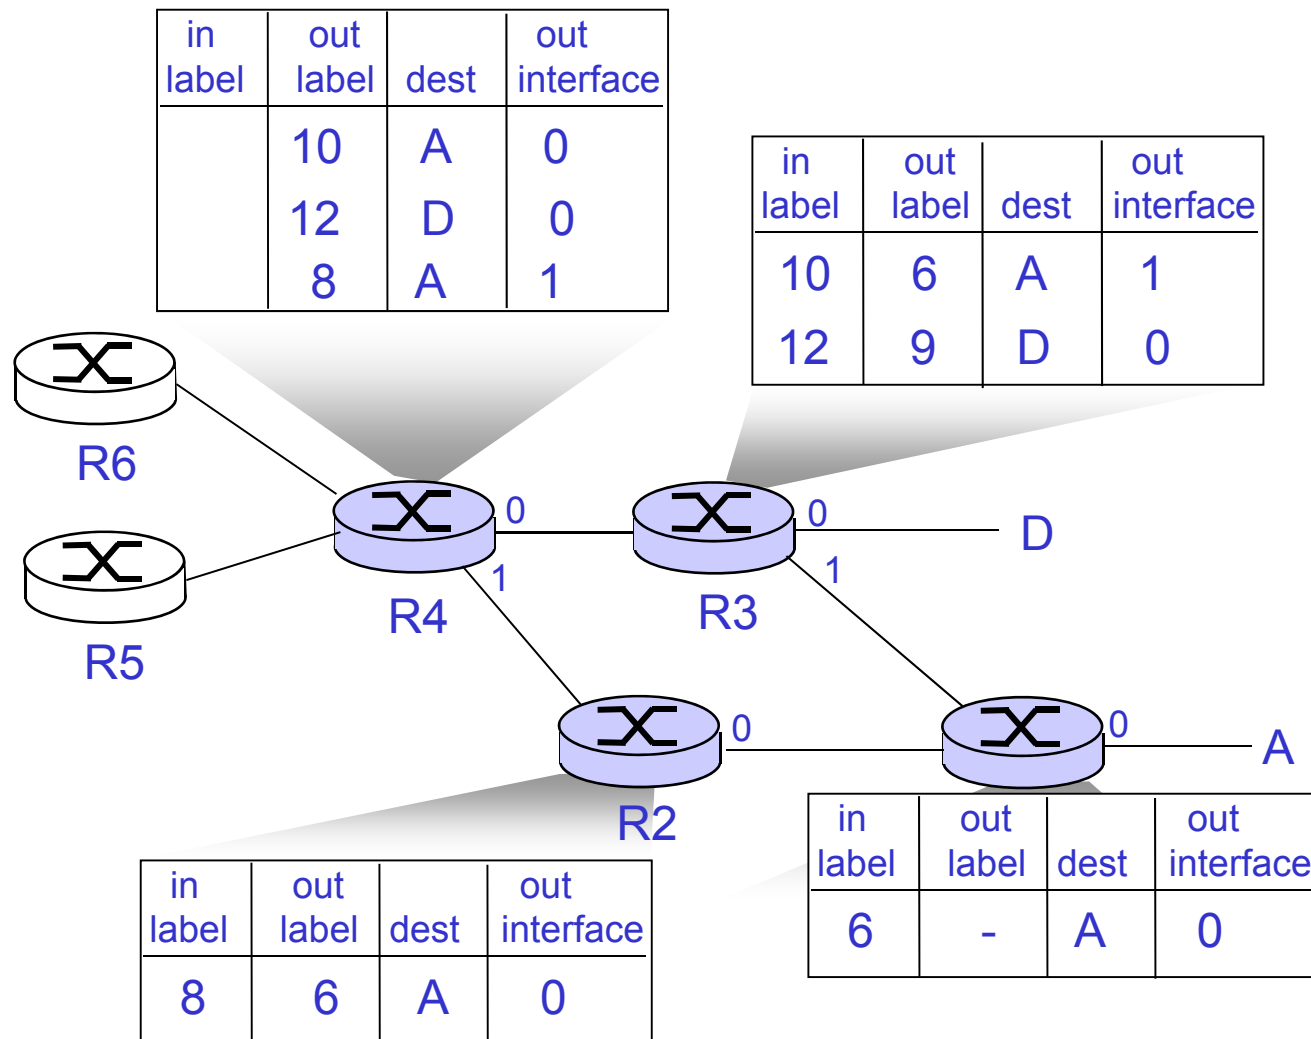 in out out
label label dest interface
10 A 0
12 D 0
8 A 1
in out out
label label dest interface
10 6 A 1
12 9 D 0
R6
R5
R4
0
1
R3
0
1
D
R2
0
0
A
in out out
label label dest interface
8 6 A 0
in out out
label label dest interface
6 - A 0